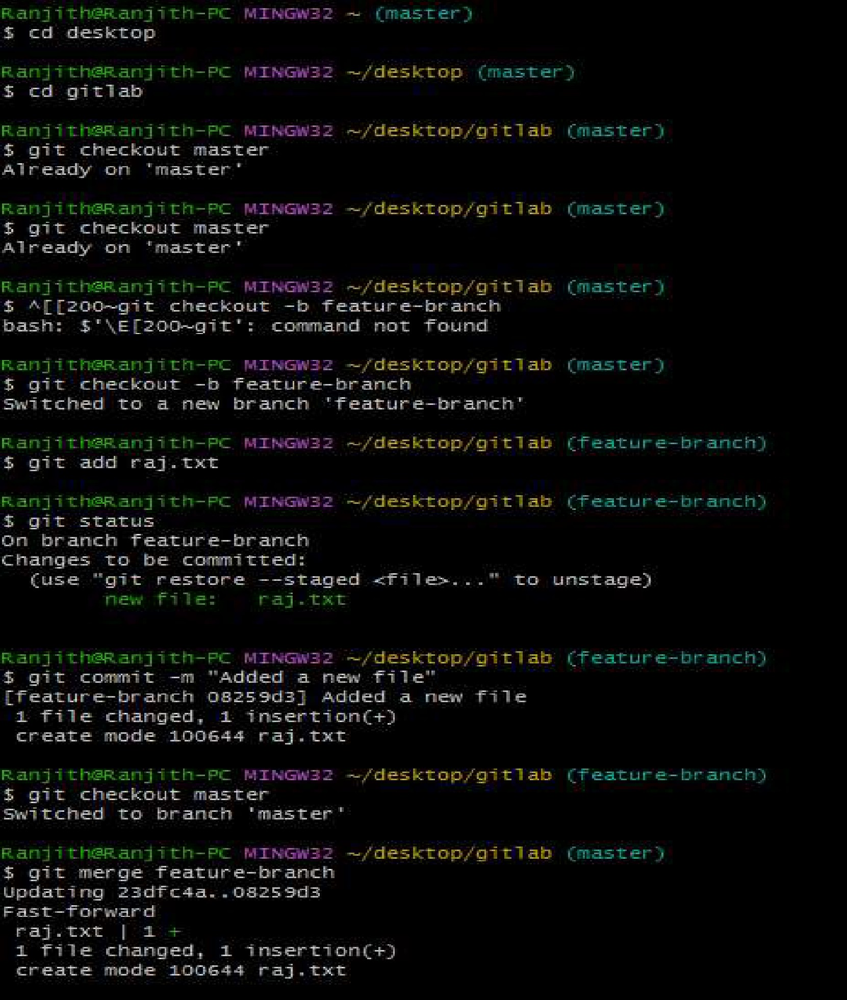 Ranjith@Ranjith-PC MINGW32 ~ (master)
$ cd desktop
Ranjith@Ranjith-PC MINGW32 ~/desktop (master)
$ cd gitlab
Ranjith@Ranjith-PC MINGW32 ~/desktop/gitlab (master)
$ git checkout master
Already on 'master'
Ranjith@Ranjith-PC MINGW32 ~/desktop/gitlab (master)
$ git checkout master
Already on 'master'
Ranjith@Ranjith-PC MINGW32 ~/desktop/gitlab (master)
$ ^[[200~git checkout -b feature-branch
bash: $'\E[200~git': command not found
Ranjith@Ranjith-PC MINGW32 ~/desktop/gitlab (master)
$ git checkout -b feature-branch
Switched to a new branch 'feature-branch'
Ranjith@Ranjith-PC MINGW32 ~/desktop/gitlab (feature-branch)
$ git add raj.txt
Ranjith@Ranjith-PC MINGW32 ~/desktop/gitlab (feature-branch)
$ git status
On branch feature-branch
Changes to be committed:
  (use "git restore --staged <file>..." to unstage)
        new file:   raj.txt
Ranjith@Ranjith-PC MINGW32 ~/desktop/gitlab (feature-branch)
$ git commit -m "Added a new file"
[feature-branch 08259d3] Added a new file
 1 file changed, 1 insertion(+)
 create mode 100644 raj.txt
Ranjith@Ranjith-PC MINGW32 ~/desktop/gitlab (feature-branch)
$ git checkout master
Switched to branch 'master'
Ranjith@Ranjith-PC MINGW32 ~/desktop/gitlab (master)
$ git merge feature-branch
Updating 23dfc4a..08259d3
Fast-forward
 raj.txt | 1 +
 1 file changed, 1 insertion(+)
 create mode 100644 raj.txt